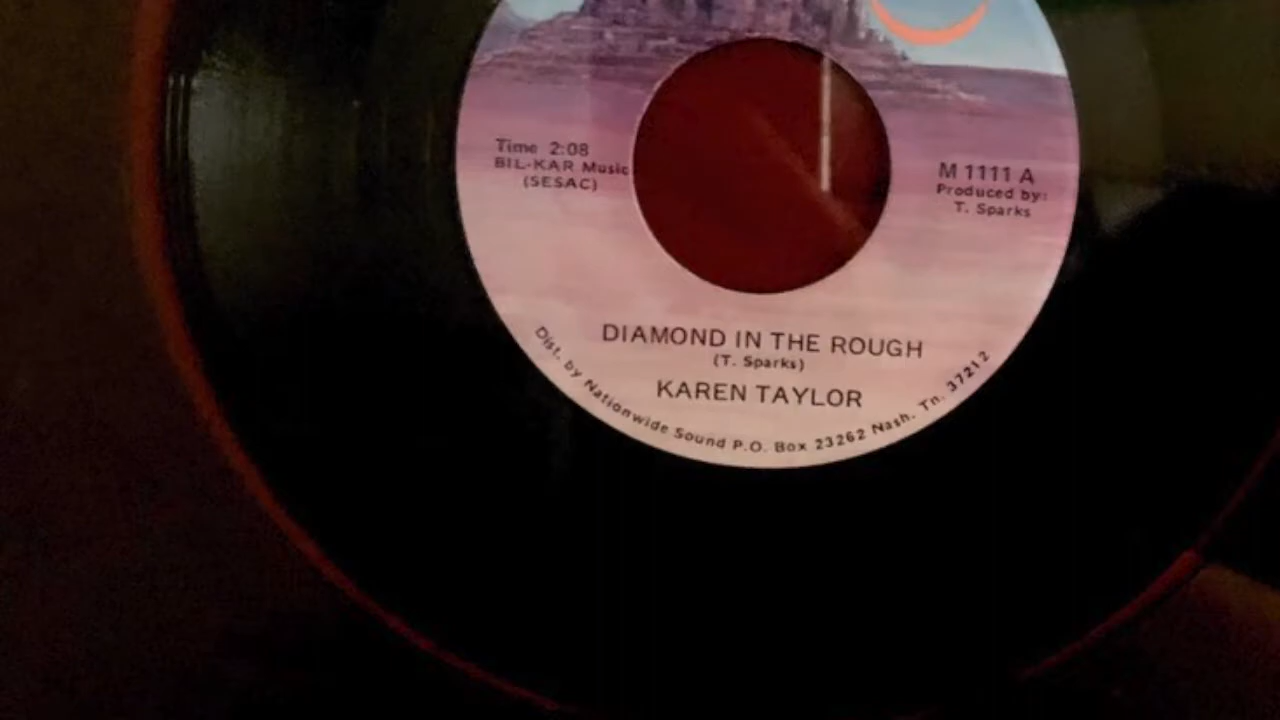 Time 2:08
BIL-KAR Music
(SESAC)
M 1111 A
Produced by:
T. Sparks
DIAMOND IN THE ROUGH
(T. Sparks)
KAREN TAYLOR
Dist. by Nationwide Sound P.O. Box 23262 Nash. Tn. 37212